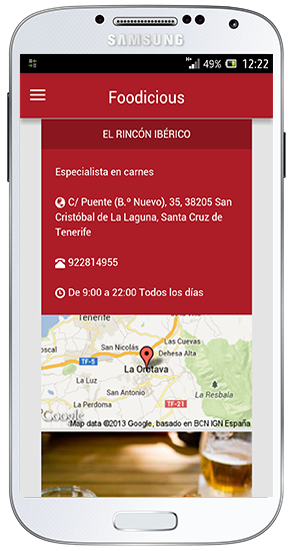 SAMSUNG
H 49% 12:22
Foodicious
EL RINCÓN IBÉRICO
Especialista en carnes
C/ Puente (B.º Nuevo), 35, 38205 San
Cristóbal de La Laguna, Santa Cruz de
Tenerife
922814955
De 9:00 a 22:00 Todos los días
Tenerife
Las Cuevas
San Nicolás
Dehesa Alta
TF-5
La Orotava
La Luz
La Resbala
San Antonio
La Perdoma
TF-21
Google
Map data ©2013 Google, basado en BCN IGN España